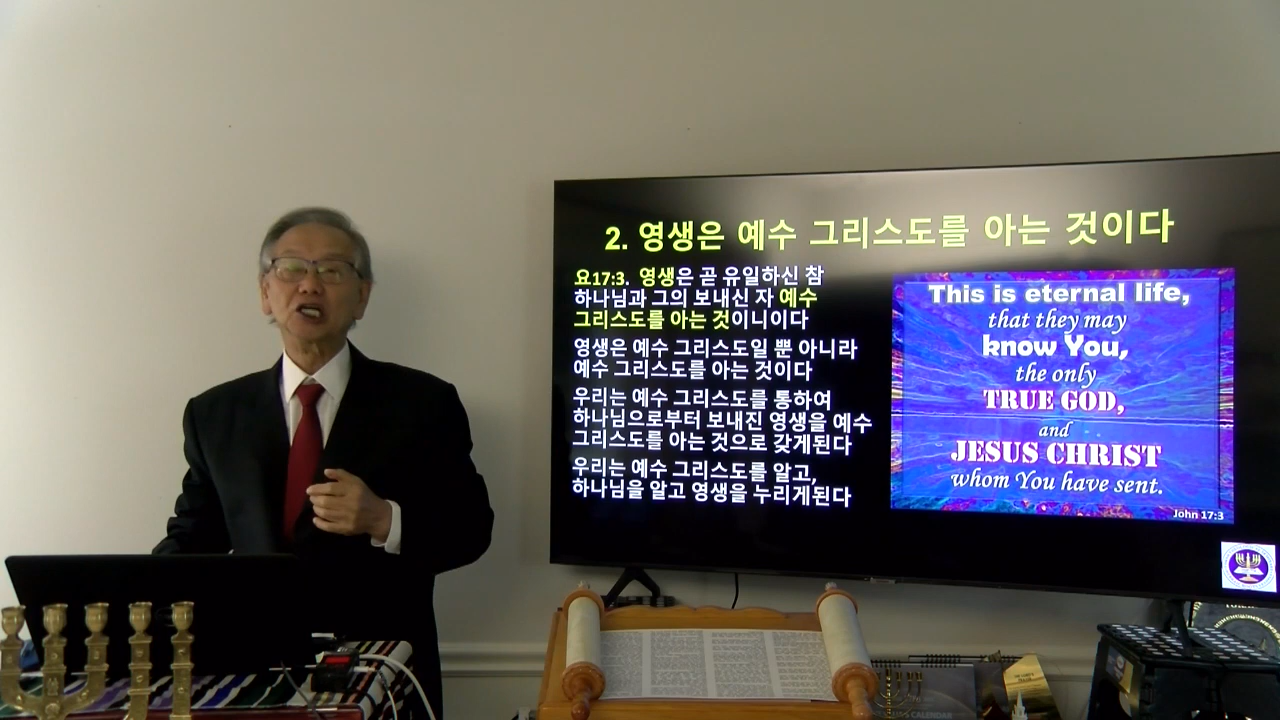 2. 영생은 예수 그리스도를 아는 것이다
요17:3. 영생은 곧 유일하신 참
하나님과 그의 보내신 자 예수
그리스도를 아는 것이니이다
영생은 예수 그리스도일 뿐 아니라
예수 그리스도를 아는 것이다
우리는 예수 그리스도를 통하여
하나님으로부터 보내진 영생을 예수
그리스도를 아는 것으로 갖게된다
우리는 예수 그리스도를 알고,
하나님을 알고 영생을 누리게된다
This is eternal life,
that they may
know You,
the only
TRUE GOD,
and
JESUS CHRIST
whom You have sent.
John 17:3
CALENDAR